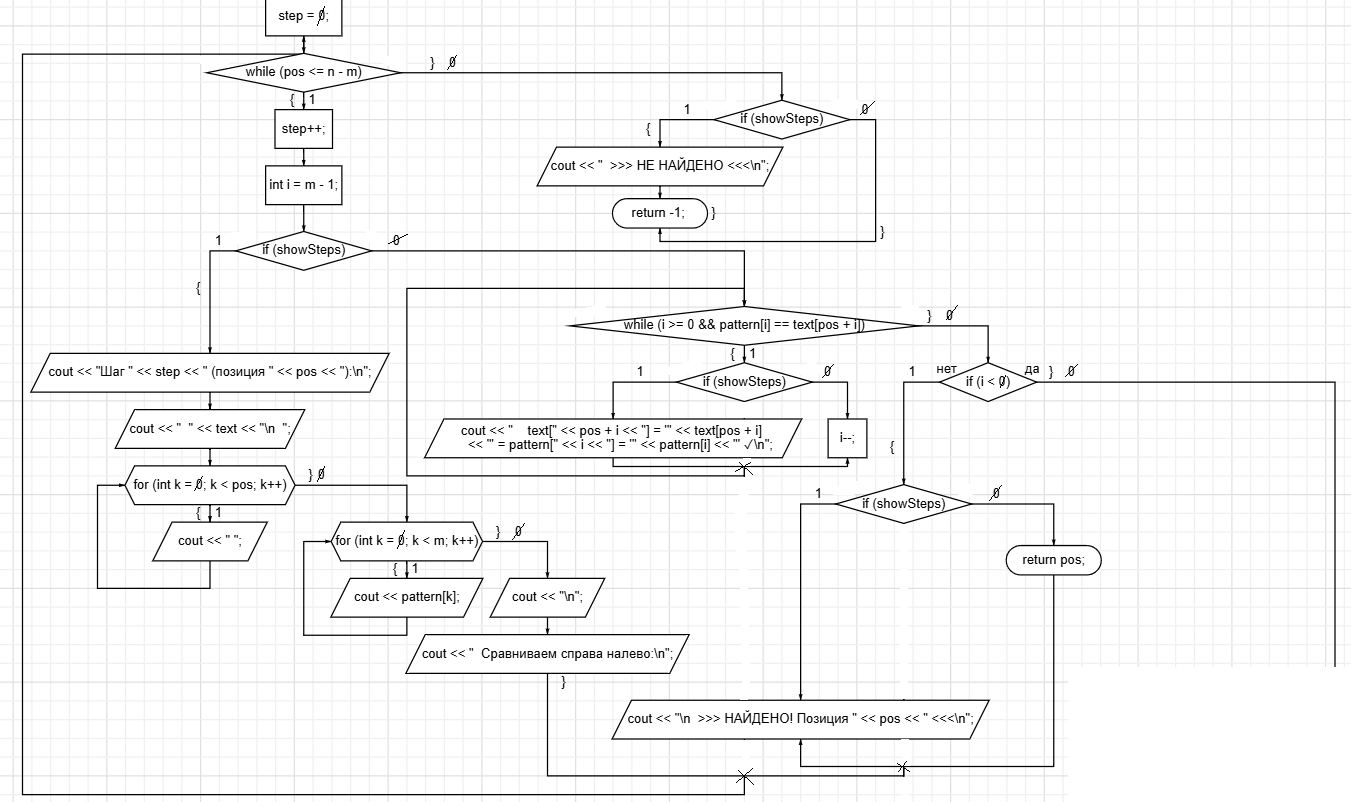 step = 0;
while (pos <= n - m)
} 0
{ 1
step++;
int i = m - 1;
if (showSteps)
1
0
{
cout << "  >>> НЕ НАЙДЕНО <<<\n";
return -1;
}
}
if (showSteps)
1
0
{
cout << "Шаг " << step << " (позиция " << pos << "):\n";
cout << "  " << text << "\n  ";
for (int k = 0; k < pos; k++)
} 0
{ 1
cout << " ";
for (int k = 0; k < m; k++)
} 0
{ 1
cout << pattern[k];
cout << "\n";
cout << "  Сравниваем справа налево:\n";
}
while (i >= 0 && pattern[i] == text[pos + i])
} 0
{ 1
if (showSteps)
1
0
cout << "    text[" << pos + i << "] = '" << text[pos + i]
<< "' = pattern[" << i << "] = '" << pattern[i] << "' ✓\n";
i--;
1
нет
if (i < 0)
да
} 0
{
if (showSteps)
1
0
return pos;
cout << "\n  >>> НАЙДЕНО! Позиция " << pos << " <<<\n";